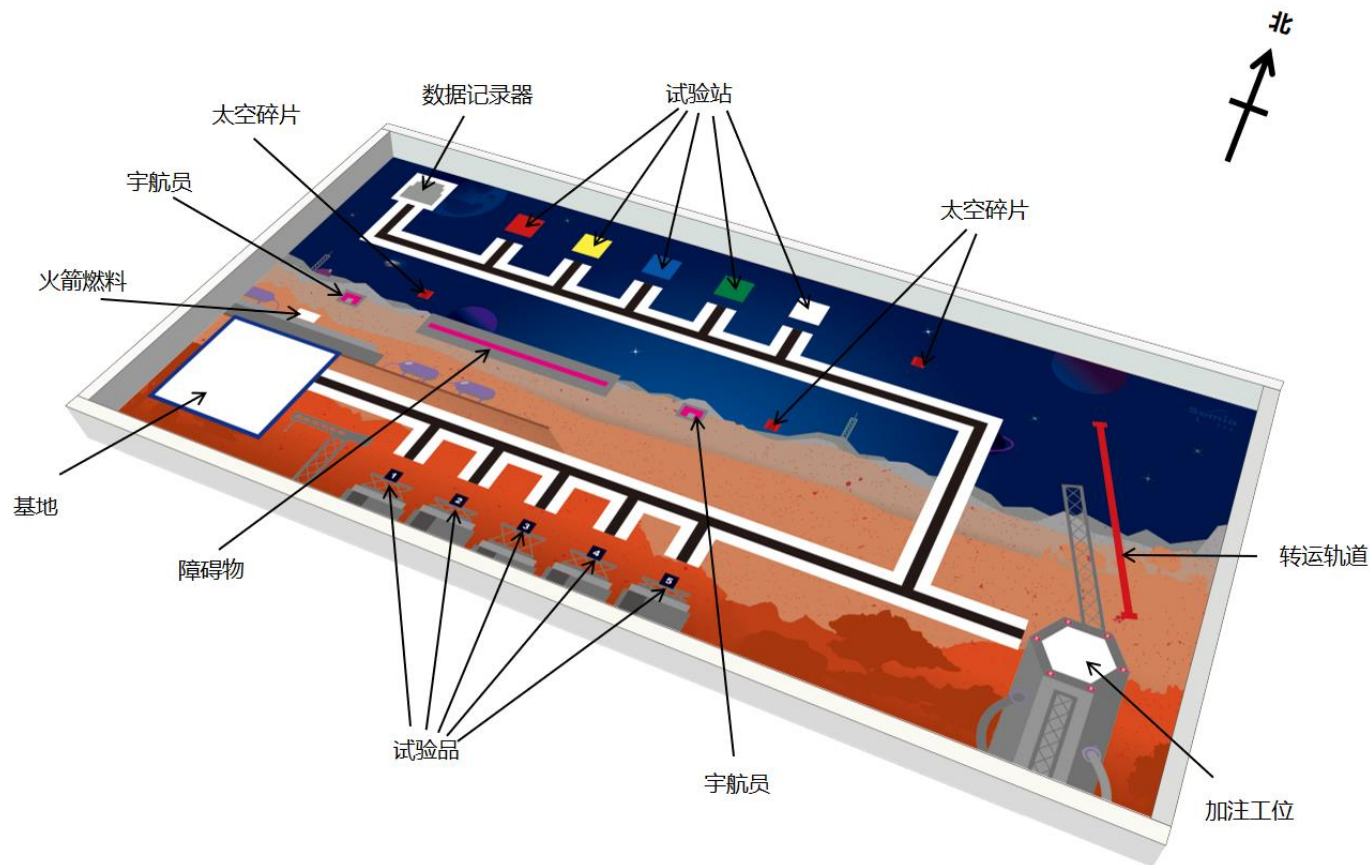 北
数据记录器
试验站
太空碎片
宇航员
太空碎片
火箭燃料
基地
障碍物
转运轨道
1
2
3
4
5
试验品
宇航员
加注工位